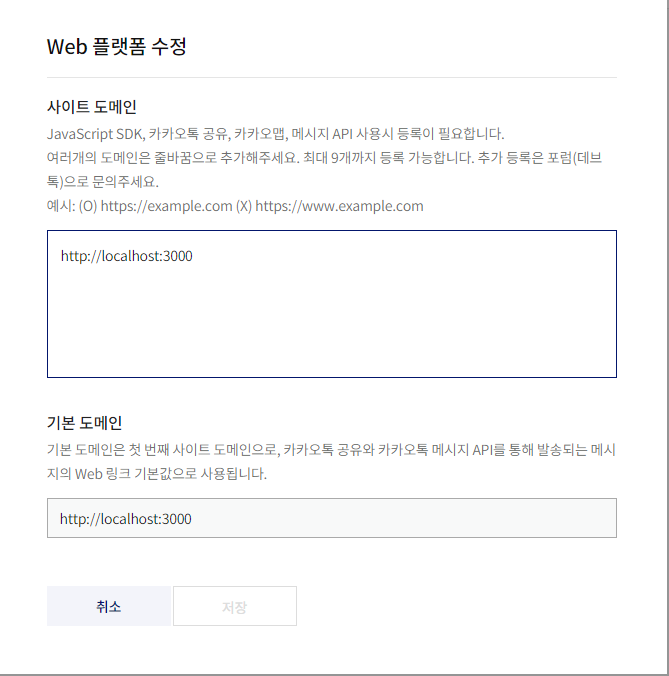 Web 플랫폼 수정
사이트 도메인
JavaScript SDK, 카카오톡 공유, 카카오맵, 메시지 API 사용시 등록이 필요합니다.
여러개의 도메인은 줄바꿈으로 추가해주세요. 최대 9개까지 등록 가능합니다. 추가 등록은 포럼(데브
톡)으로 문의주세요.
예시: (O) https://example.com (X) https://www.example.com
http://localhost:3000
기본 도메인
기본 도메인은 첫 번째 사이트 도메인으로, 카카오톡 공유와 카카오톡 메시지 API를 통해 발송되는 메시
지의 Web 링크 기본값으로 사용됩니다.
http://localhost:3000
취소 저장